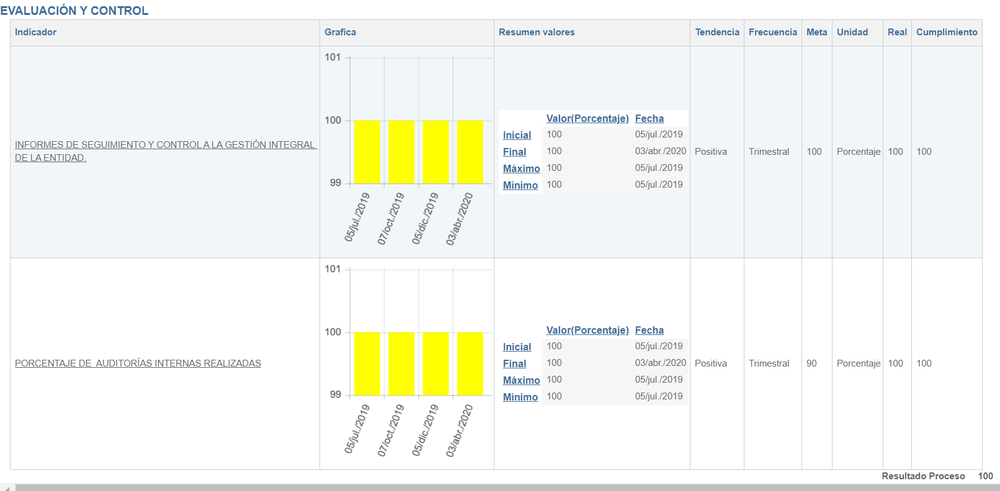 EVALUACIÓN Y CONTROL
Indicador Grafica Resumen valores Tendencia Frecuencia Meta Unidad Real Cumplimiento
INFORMES DE SEGUIMIENTO Y CONTROL A LA GESTIÓN INTEGRAL
DE LA ENTIDAD.
101
100
99
05/jul./2019 07/oct./2019 05/dic./2019 03/abr./2020
Valor(Porcentaje) Fecha
Inicial 100 05/jul./2019
Final 100 03/abr./2020
Máximo 100 05/jul./2019
Mínimo 100 05/jul./2019
Positiva Trimestral 100 Porcentaje 100 100
PORCENTAJE DE  AUDITORÍAS INTERNAS REALIZADAS
101
100
99
05/jul./2019 07/oct./2019 05/dic./2019 03/abr./2020
Valor(Porcentaje) Fecha
Inicial 100 05/jul./2019
Final 100 03/abr./2020
Máximo 100 05/jul./2019
Mínimo 100 05/jul./2019
Positiva Trimestral 90 Porcentaje 100 100
Resultado Proceso 100